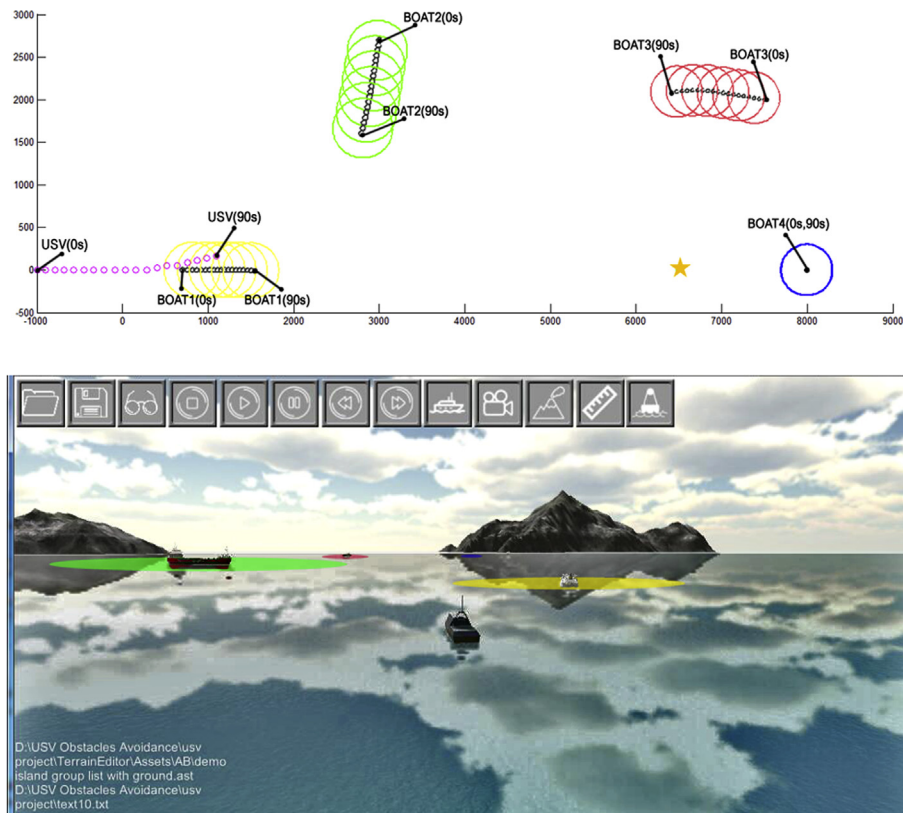 3000
BOAT2(0s)
BOAT3(90s)
BOAT3(0s)
2500
2000
BOAT2(90s)
1500
1000
USV(90s)
BOAT4(0s,90s)
500
USV(0s)
0
BOAT1(0s)
BOAT1(90s)
-500
-1000 0 1000 2000 3000 4000 5000 6000 7000 8000 9000
D:\USV Obstacles Avoidance\usv
project\TerrainEditor\Assets\AB\demo
island group list with ground.ast
D:\USV Obstacles Avoidance\usv
project\text10.txt